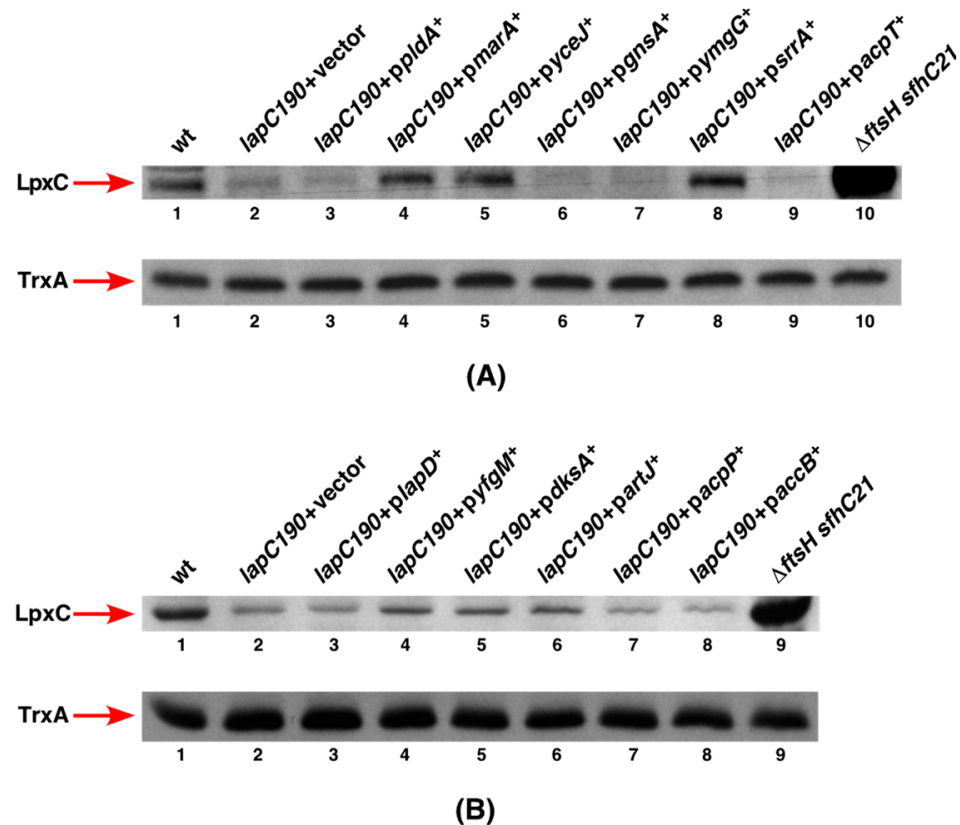 wt
lapC190+vector
lapC190+ppldA+
lapC190+pmarA+
lapC190+pyceJ+
lapC190+pgnsA+
lapC190+pymgG+
lapC190+psrrA+
lapC190+pacpT+
ΔftsH sfhC21
LpxC
1 2 3 4 5 6 7 8 9 10
TrxA
1 2 3 4 5 6 7 8 9 10
(A)
wt
lapC190+vector
lapC190+plapD+
lapC190+pyfgM+
lapC190+pdksA+
lapC190+partJ+
lapC190+pacpP+
lapC190+paccB+
ΔftsH sfhC21
LpxC
1 2 3 4 5 6 7 8 9
TrxA
1 2 3 4 5 6 7 8 9
(B)